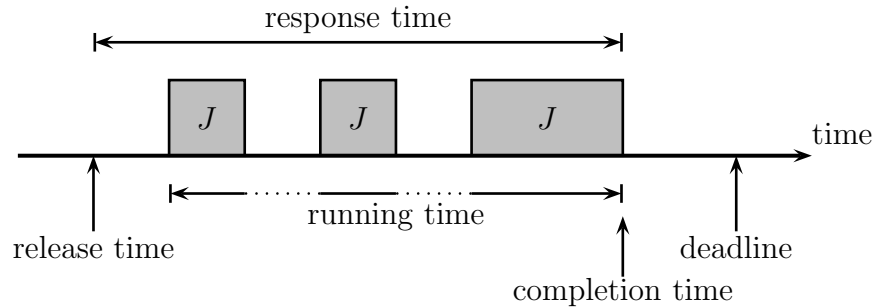 response time
J
J
J
time
running time
release time
deadline
completion time